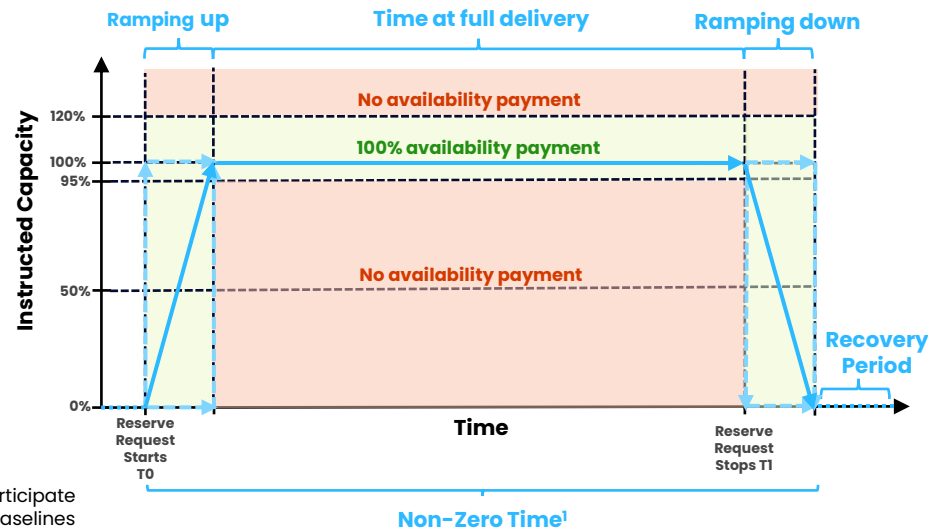 Ramping up
Time at full delivery
Ramping down
No availability payment
120%
100% availability payment
100%
95%
Instructed Capacity
No availability payment
50%
Recovery
Period
0%
Reserve
Request
Starts
T0
Time
Reserve
Request
Stops T1
Non-Zero Time¹